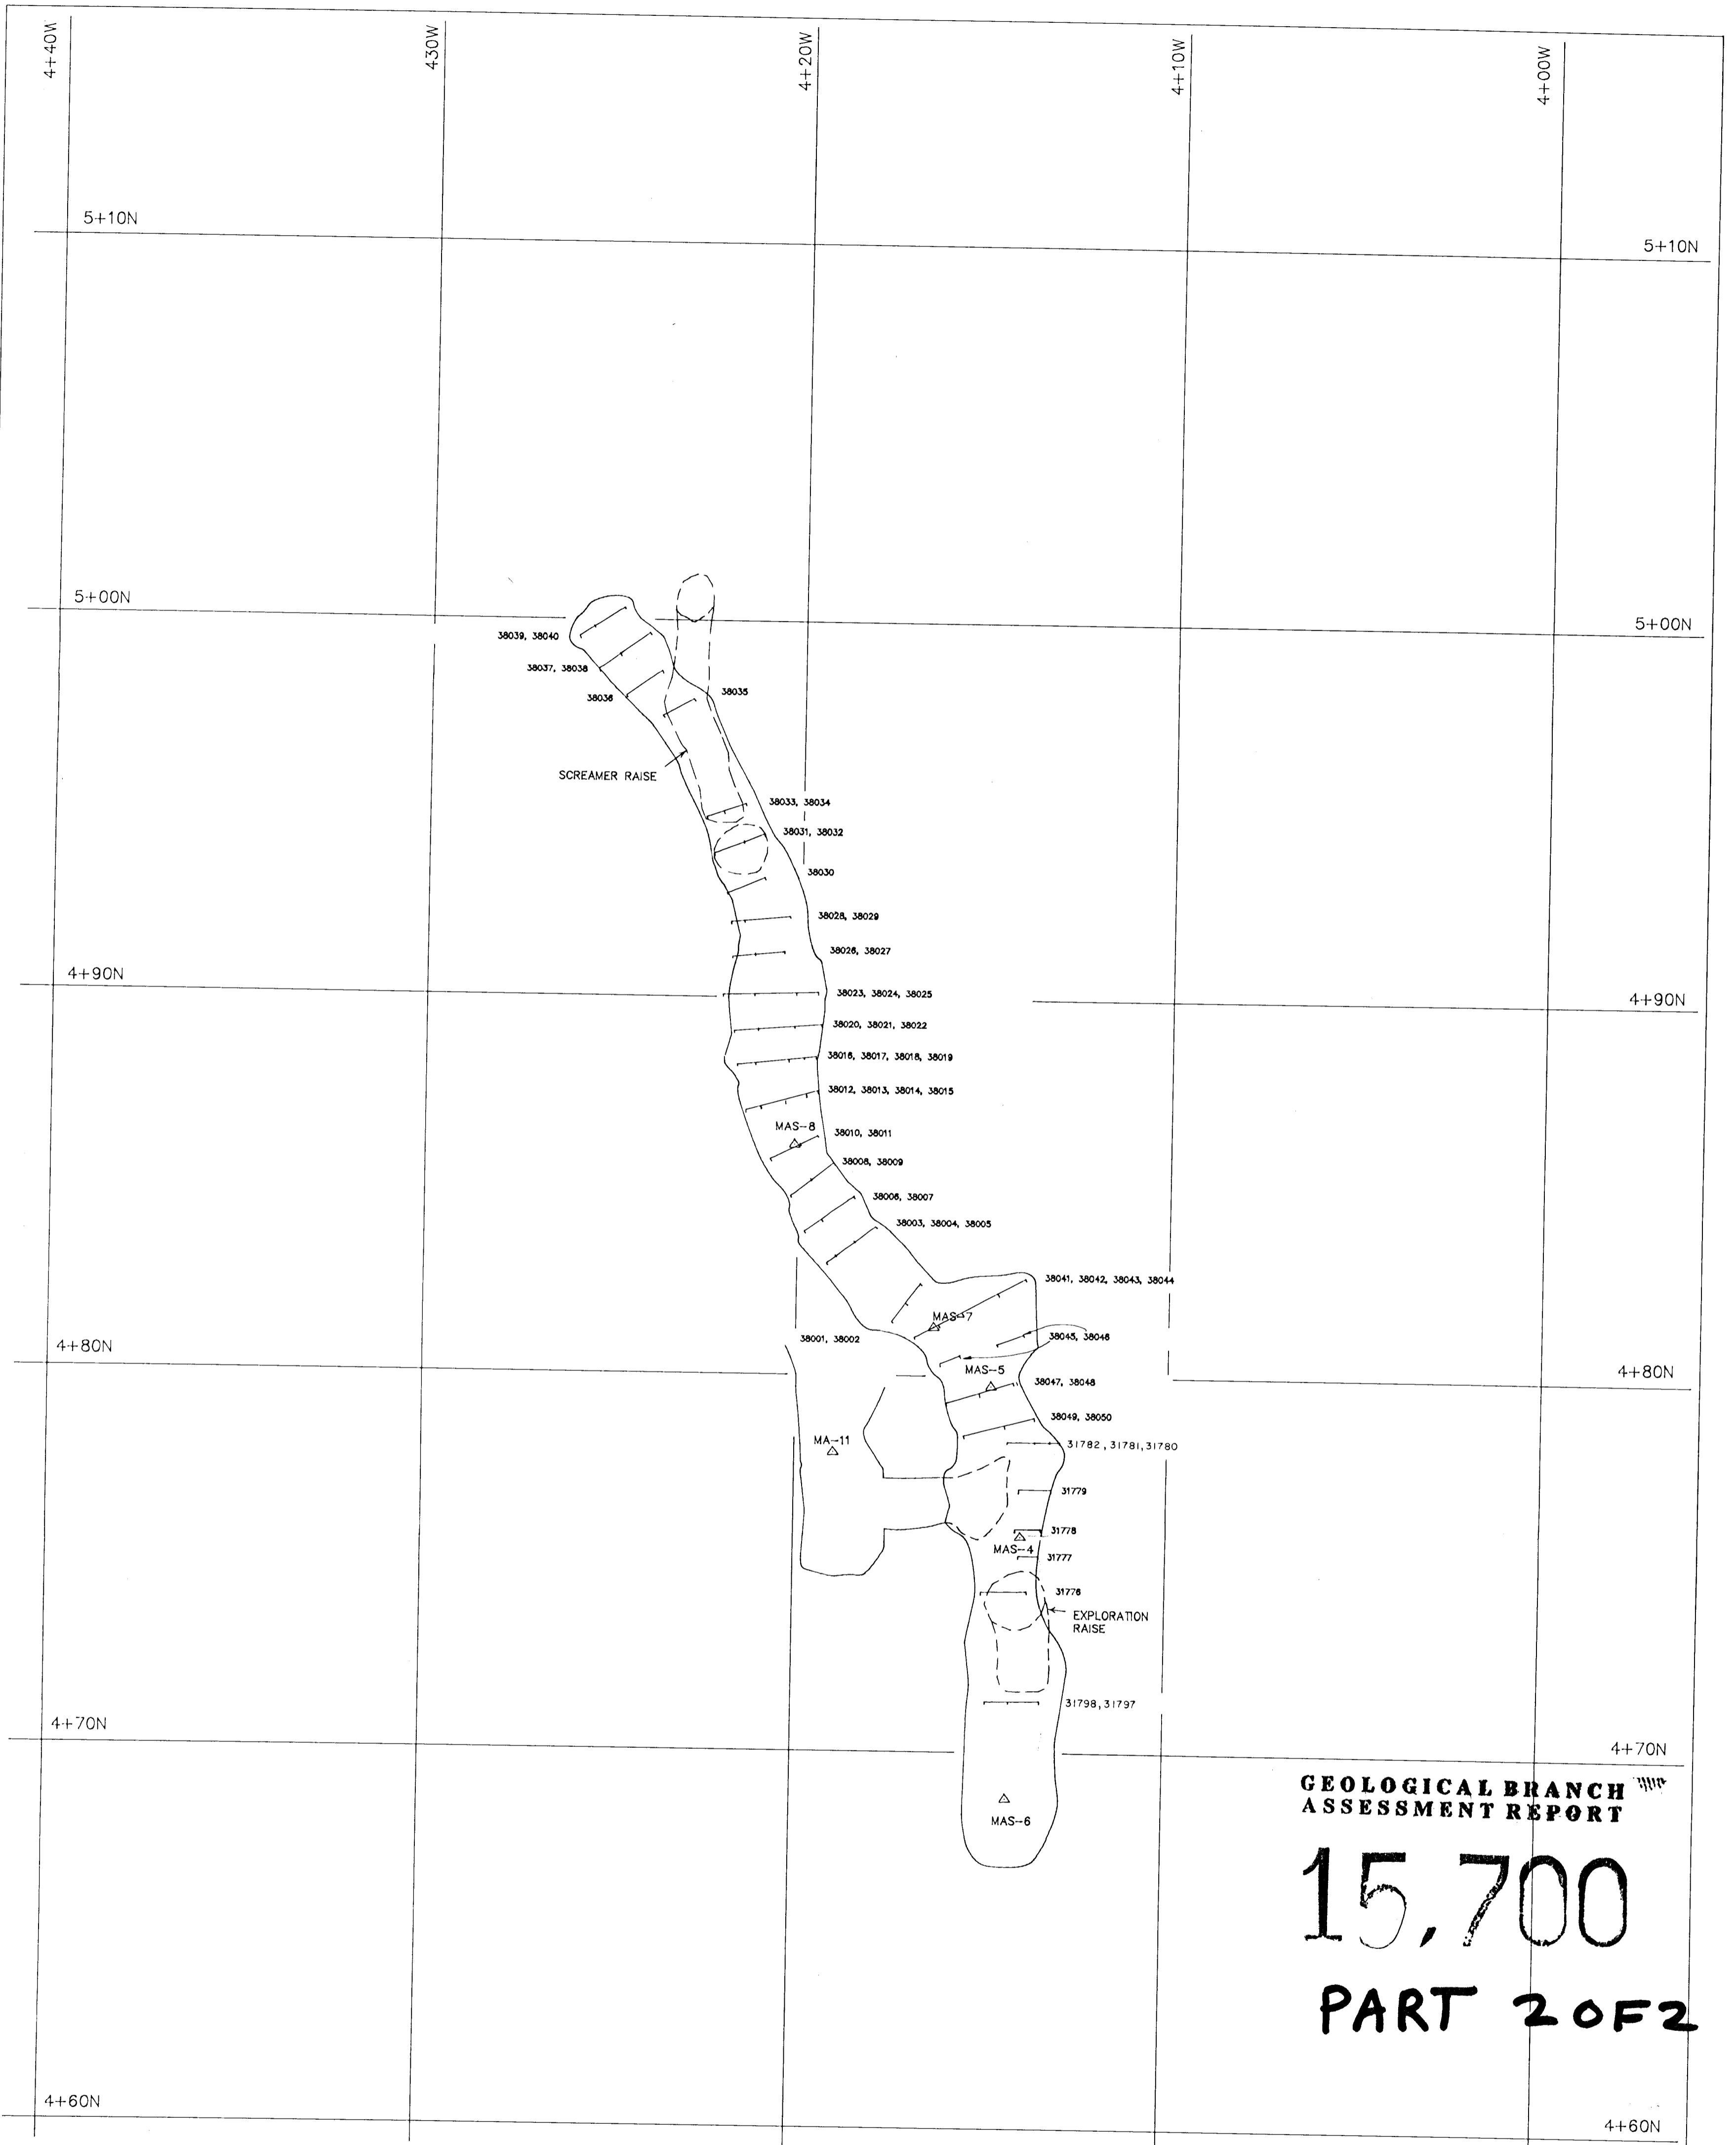 4+40W
430W
4+20W
4+10W
4+00W
5+10N
5+10N
5+00N
5+00N
38039, 38040
37037, 38038
38036
38035
SCREAMER RAISE
38033, 38034
38031, 38032
38030
38028, 38029
38026, 38027
4+90N
38023, 38024, 38025
4+90N
38020, 38021, 38022
38016, 38017, 38018, 38019
38012, 38013, 38014, 38015
MAS-8
38010, 38011
38008, 38009
38006, 38007
38003, 38004, 38005
38041, 38042, 38043, 38044
MAS-7
38001, 38002
38045, 38046
4+80N
MAS-5
4+80N
38047, 38048
38049, 38050
MA-11
31782, 31781, 31780
31779
31778
MAS-4
31777
31776
EXPLORATION
RAISE
31798, 31797
4+70N
4+70N
GEOLOGICAL BRANCH
ASSESSMENT REPORT
MAS-6
15,700
PART 2 OF 2
4+60N
4+60N